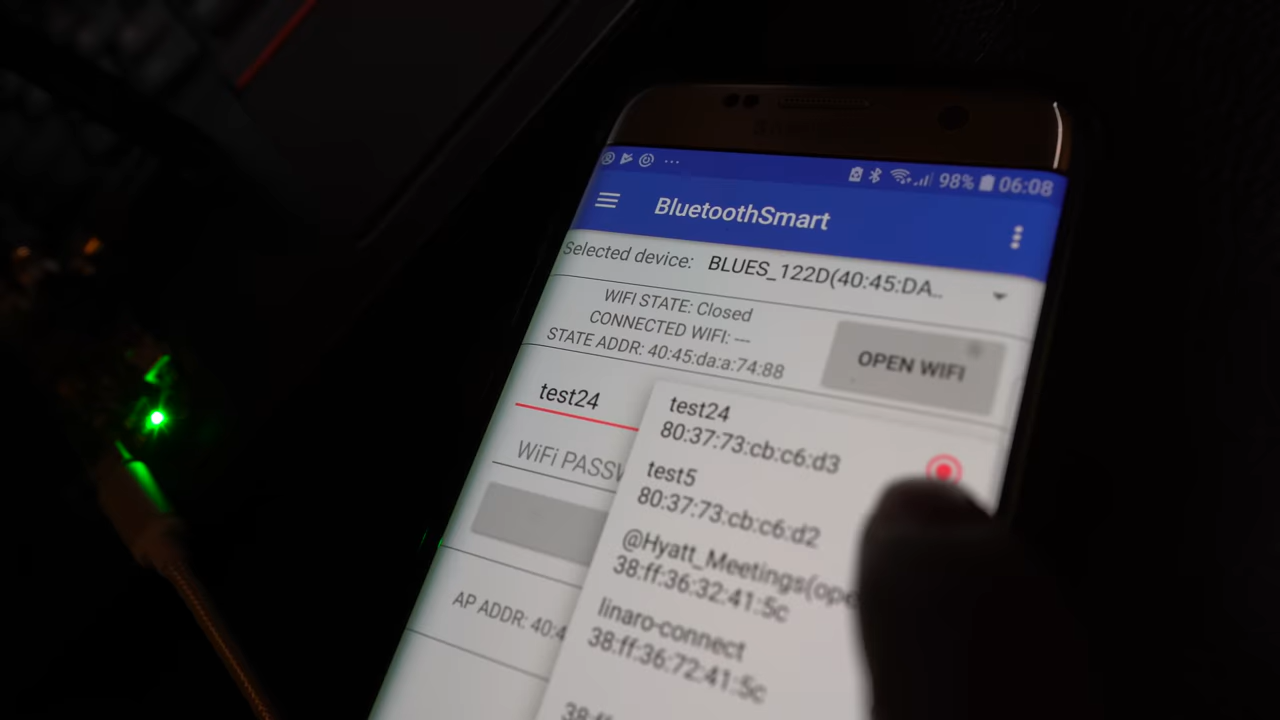 SAMSUNG
98% 06:08
BluetoothSmart
Selected device: BLUES_122D(40:45:DA..
WIFI STATE: Closed
CONNECTED WIFI: ---
STATE ADDR: 40:45:da:a:74:88
OPEN WIFI
test24
WiFi PASSW
AP ADDR: 40:4
test24
80:37:73:cb:c6:d3
test5
80:37:73:cb:c6:d2
@Hyatt_Meetings(ope
38:ff:36:32:41:5c
linaro-connect
38:ff:36:72:41:5c